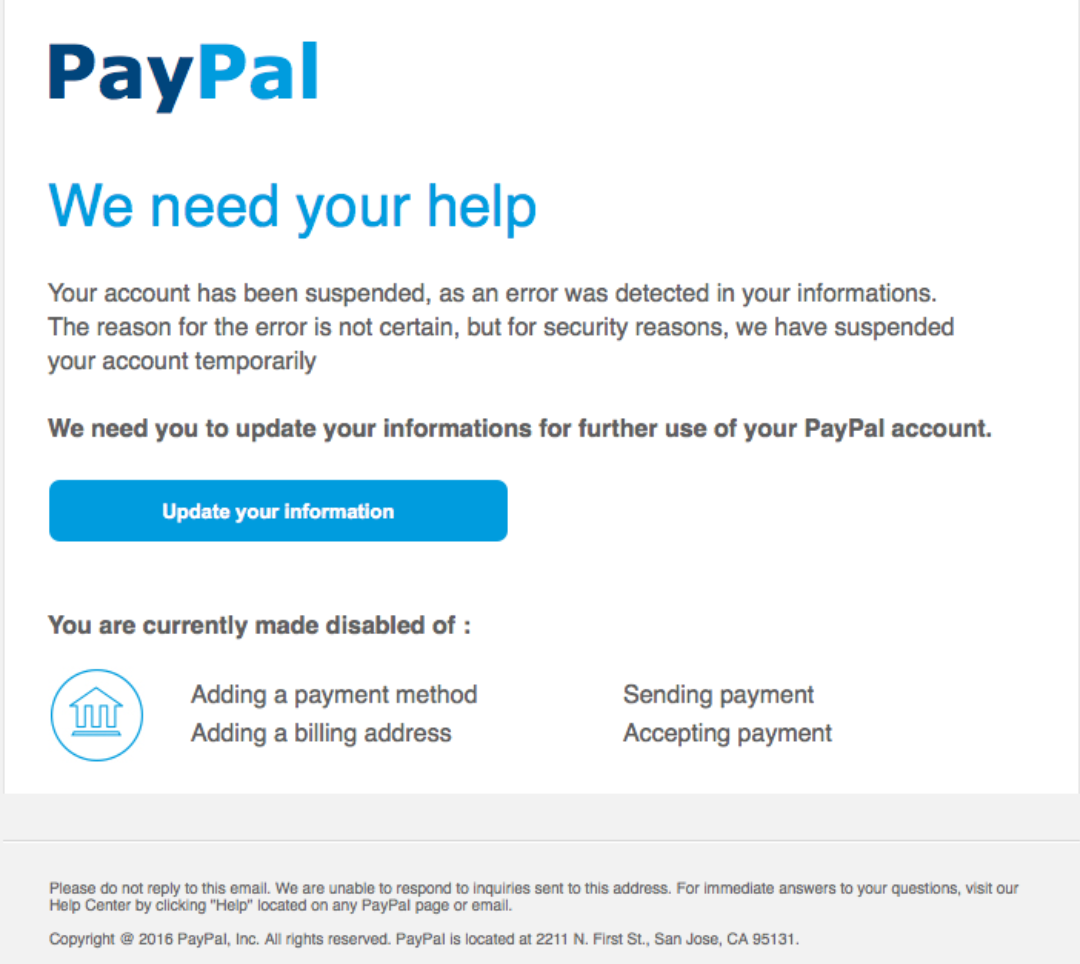 PayPal
We need your help
Your account has been suspended, as an error was detected in your informations.
The reason for the error is not certain, but for security reasons, we have suspended
your account temporarily
We need you to update your informations for further use of your PayPal account.
Update your information
You are currently made disabled of :
Adding a payment method
Adding a billing address
Sending payment
Accepting payment
Please do not reply to this email. We are unable to respond to inquiries sent to this address. For immediate answers to your questions, visit our
Help Center by clicking "Help" located on any PayPal page or email.
Copyright @ 2016 PayPal, Inc. All rights reserved. PayPal is located at 2211 N. First St., San Jose, CA 95131.